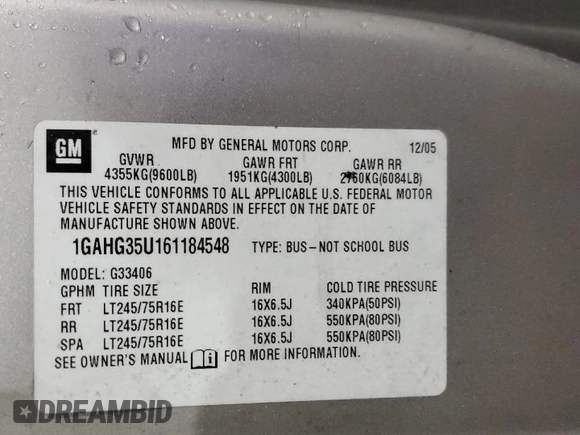 GM
MFD BY GENERAL MOTORS CORP. 12/05
GVWR GAWR FRT GAWR RR
4355KG(9600LB) 1951KG(4300LB) 2760KG(6084LB)
THIS VEHICLE CONFORMS TO ALL APPLICABLE U.S. FEDERAL MOTOR
VEHICLE SAFETY STANDARDS IN EFFECT ON THE DATE OF
MANUFACTURE SHOWN ABOVE.
1GAHG35U161184548 TYPE: BUS-NOT SCHOOL BUS
MODEL: G33406
GPHM TIRE SIZE RIM COLD TIRE PRESSURE
FRT LT245/75R16E 16X6.5J 340KPA(50PSI)
RR LT245/75R16E 16X6.5J 550KPA(80PSI)
SPA LT245/75R16E 16X6.5J 550KPA(80PSI)
SEE OWNER'S MANUAL FOR MORE INFORMATION.
DREAMBID